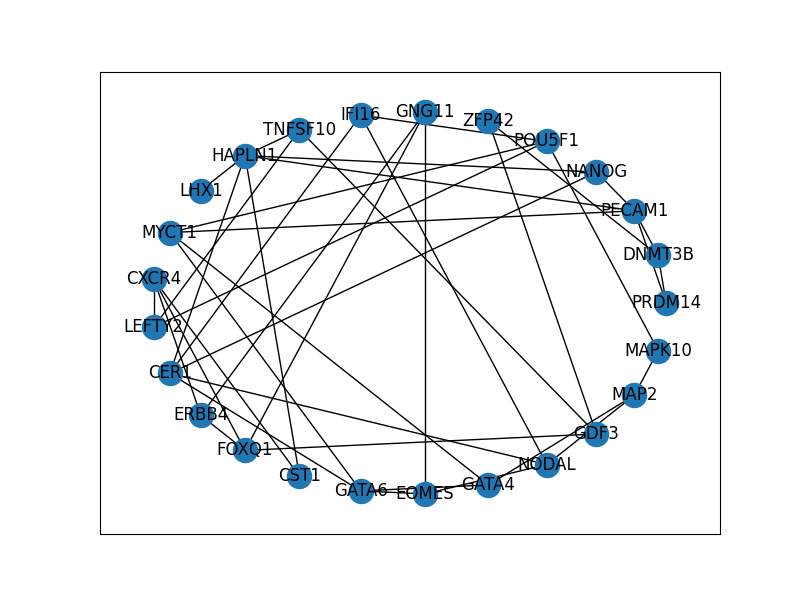 GNG11
IFI16
ZFP42
TNFSF10
POU5F1
HAPLN1
NANOG
LHX1
PECAM1
MYCT1
DNMT3B
CXCR4
PRDM14
LEFTY2
MAPK10
CER1
MAP2
ERBB4
GDF3
FOXQ1
NODAL
CST1
GATA4
GATA6
EOMES